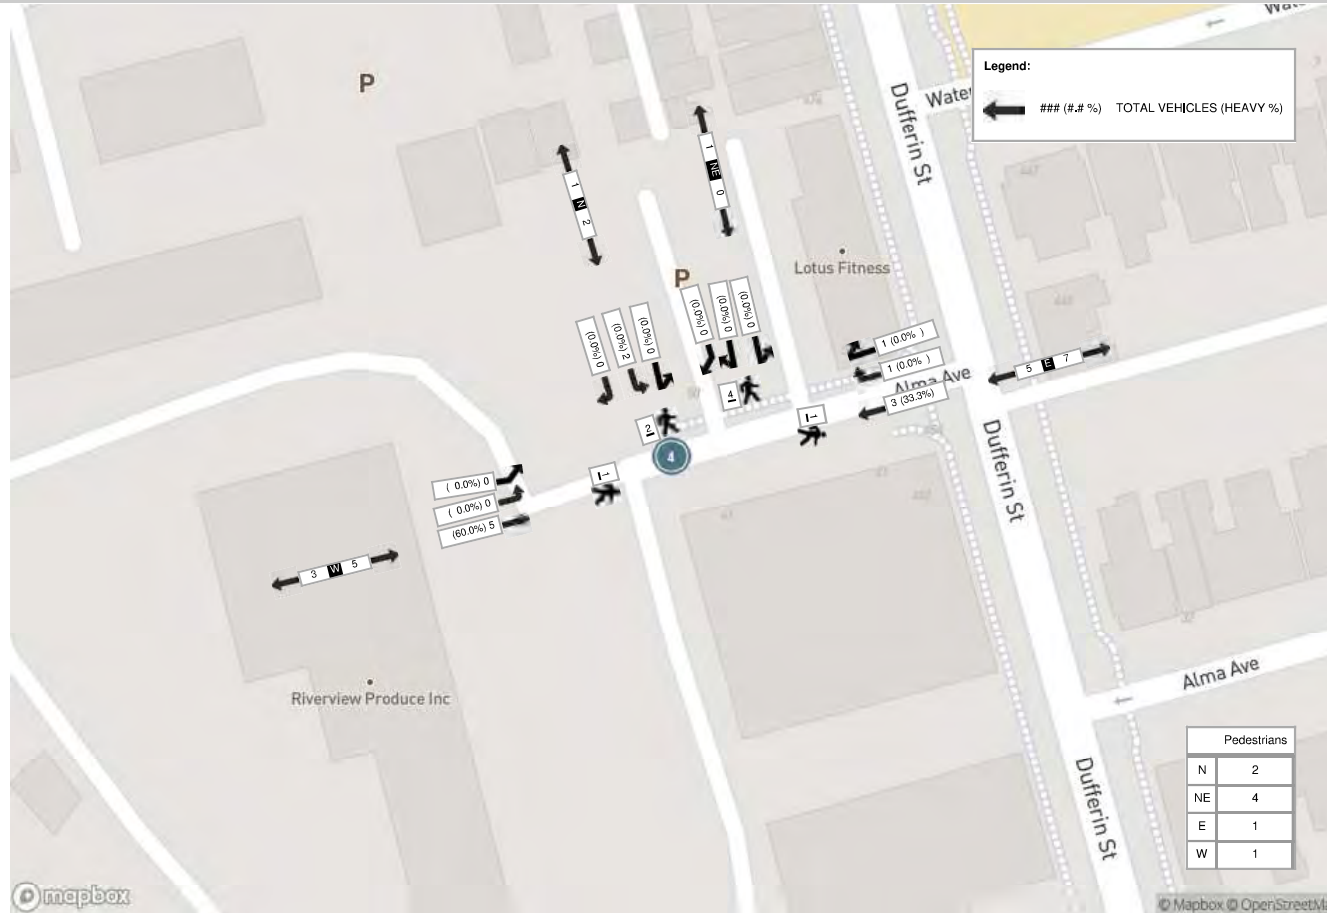 Legend:
### (#.# %) TOTAL VEHICLES (HEAVY %)
P
Dufferin St
1 NE 0
1 N 2
P
Lotus Fitness
(0.0%) 0
(0.0%) 2
(0.0%) 0
(0.0%) 0
(0.0%) 0
(0.0%) 0
1 (0.0% )
1 (0.0% )
Alma Ave
3 (33.3%)
5 E 7
4
2
1
1
4
Dufferin St
( 0.0%) 0
( 0.0%) 0
(60.0%) 5
3 W 5
Riverview Produce Inc
Alma Ave
Dufferin St
Pedestrians
N 2
NE 4
E 1
W 1
mapbox
© Mapbox © OpenStreetMa